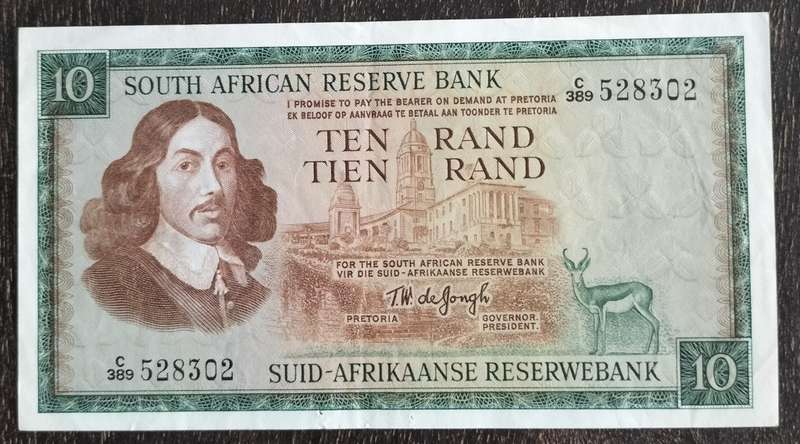 10
SOUTH AFRICAN RESERVE BANK
C/389 528302
I PROMISE TO PAY THE BEARER ON DEMAND AT PRETORIA
EK BELOOF OP AANVRAAG TE BETAAL AAN TOONDER TE PRETORIA
TEN RAND
TIEN RAND
FOR THE SOUTH AFRICAN RESERVE BANK
VIR DIE SUID-AFRIKAANSE RESERWEBANK
T.W. de Jongh
PRETORIA GOVERNOR.
PRESIDENT.
C/389 528302
SUID-AFRIKAANSE RESERWEBANK
10